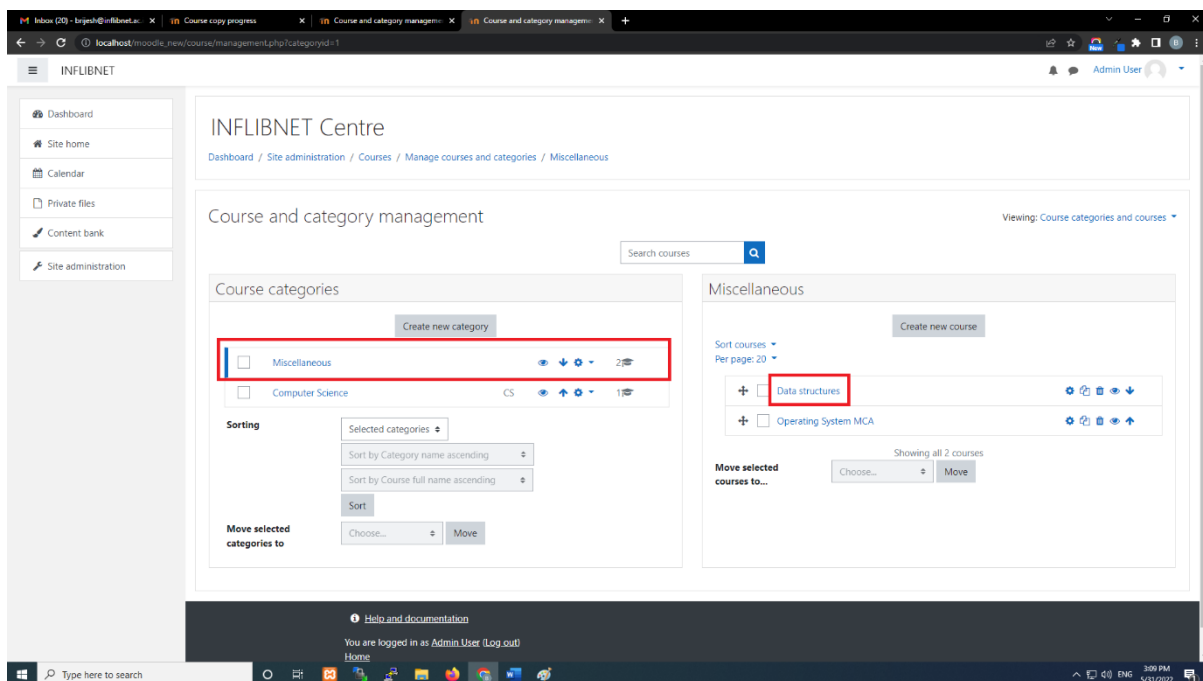 Inbox (20) - brijesh@inflibnet.ac. Course copy progress Course and category manageme Course and category manageme
localhost/moodle_new/course/management.php?categoryid=1
New
B
INFLIBNET
Admin User
Dashboard
Site home
Calendar
Private files
Content bank
Site administration
INFLIBNET Centre
Dashboard / Site administration / Courses / Manage courses and categories / Miscellaneous
Course and category management
Viewing: Course categories and courses
Search courses
Course categories
Create new category
Miscellaneous 2
Computer Science CS 1
Sorting
Selected categories
Sort by Category name ascending
Sort by Course full name ascending
Sort
Move selected categories to
Choose... Move
Miscellaneous
Create new course
Sort courses
Per page: 20
Data structures
Operating System MCA
Showing all 2 courses
Move selected courses to...
Choose... Move
Help and documentation
You are logged in as Admin User (Log out)
Home
Type here to search
ENG
3:09 PM
5/31/2022